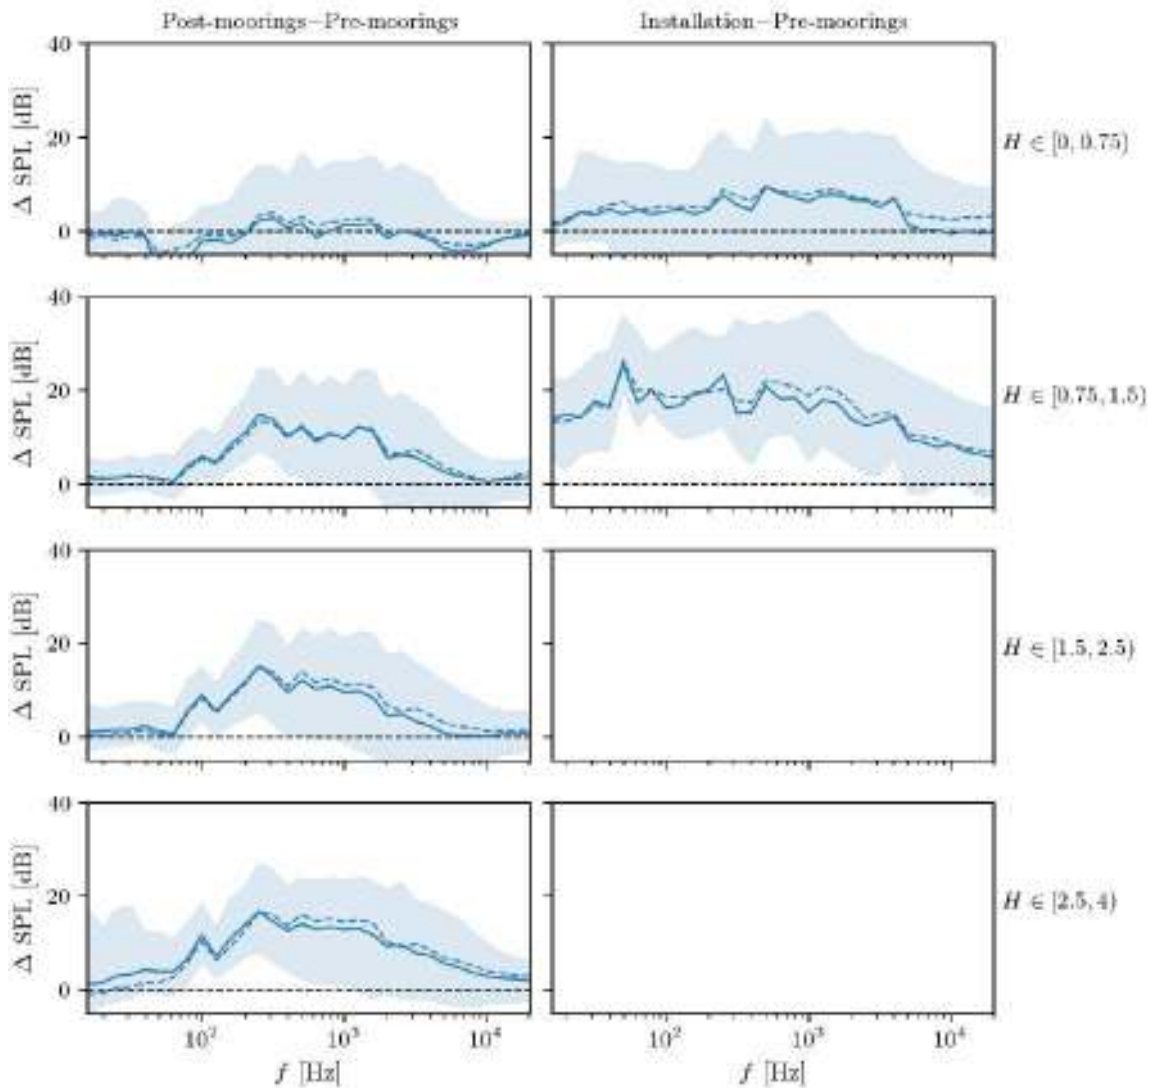 Post-moorings−Pre-moorings
Installation−Pre-moorings
40
20
0
Δ SPL [dB]
H ∈ [0, 0.75)
40
20
0
Δ SPL [dB]
H ∈ [0.75, 1.5)
40
20
0
Δ SPL [dB]
H ∈ [1.5, 2.5)
40
20
0
Δ SPL [dB]
H ∈ [2.5, 4)
10² 10³ 10⁴
10² 10³ 10⁴
f [Hz]
f [Hz]